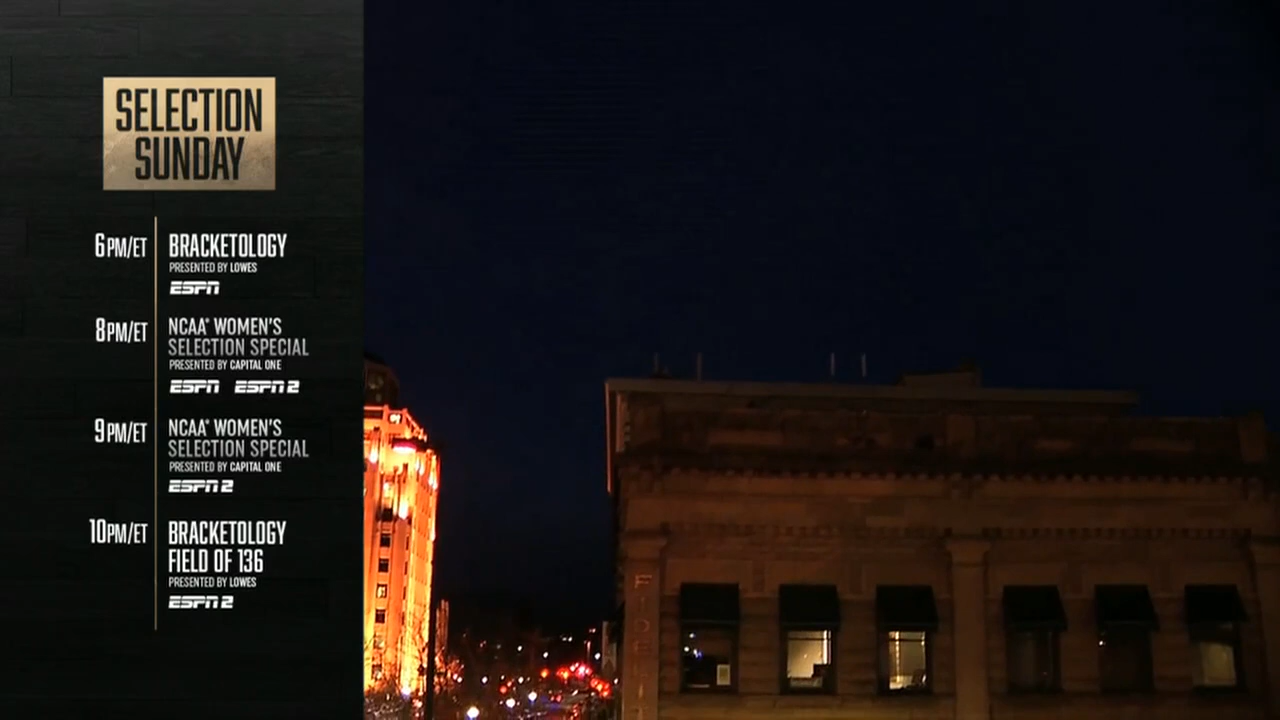 SELECTION
SUNDAY
6PM/ET
BRACKETOLOGY
PRESENTED BY LOWES
ESPN
8PM/ET
NCAA® WOMEN'S
SELECTION SPECIAL
PRESENTED BY CAPITAL ONE
ESPN ESPN2
9PM/ET
NCAA® WOMEN'S
SELECTION SPECIAL
PRESENTED BY CAPITAL ONE
ESPN2
10PM/ET
BRACKETOLOGY
FIELD OF 136
PRESENTED BY LOWES
ESPN2